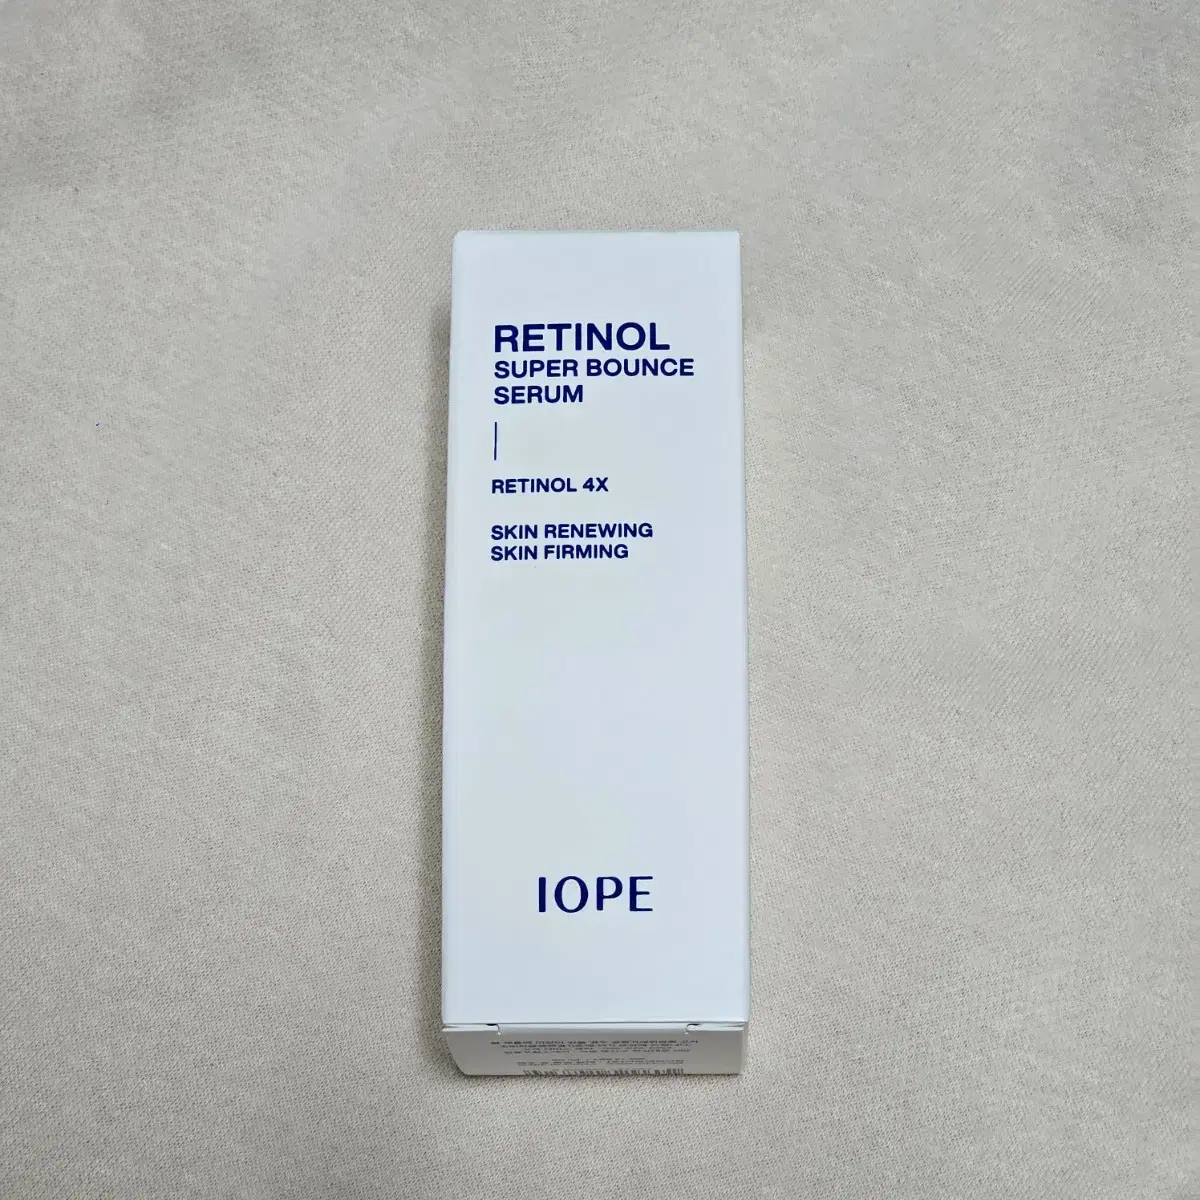 RETINOL
SUPER BOUNCE
SERUM
RETINOL 4X
SKIN RENEWING
SKIN FIRMING
IOPE